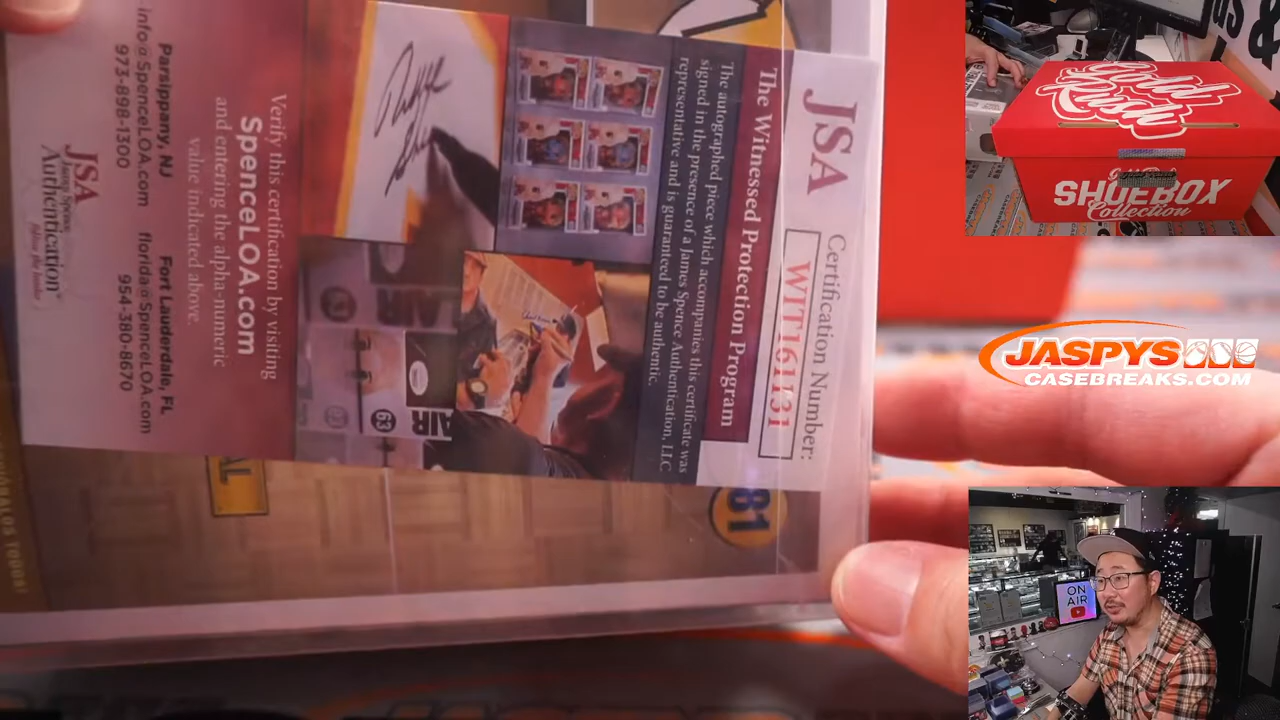 JSA
Certification Number:
WIT161131
The Witnessed Protection Program
The autographed piece which accompanies this certificate was
signed in the presence of a James Spence Authentication, LLC
representative and is guaranteed to be authentic.
Verify this certification by visiting
SpenceLOA.com
and entering the alpha-numeric
value indicated above.
Parsippany, NJ
info@SpenceLOA.com
973-898-1300
Fort Lauderdale, FL
florida@SpenceLOA.com
954-380-8670
JSA
James Spence
Authentication
81
AL
63
AIR
Gold
Rush
SHOEBOX
Collection
JASPYS
CASEBREAKS.COM
ON
AIR